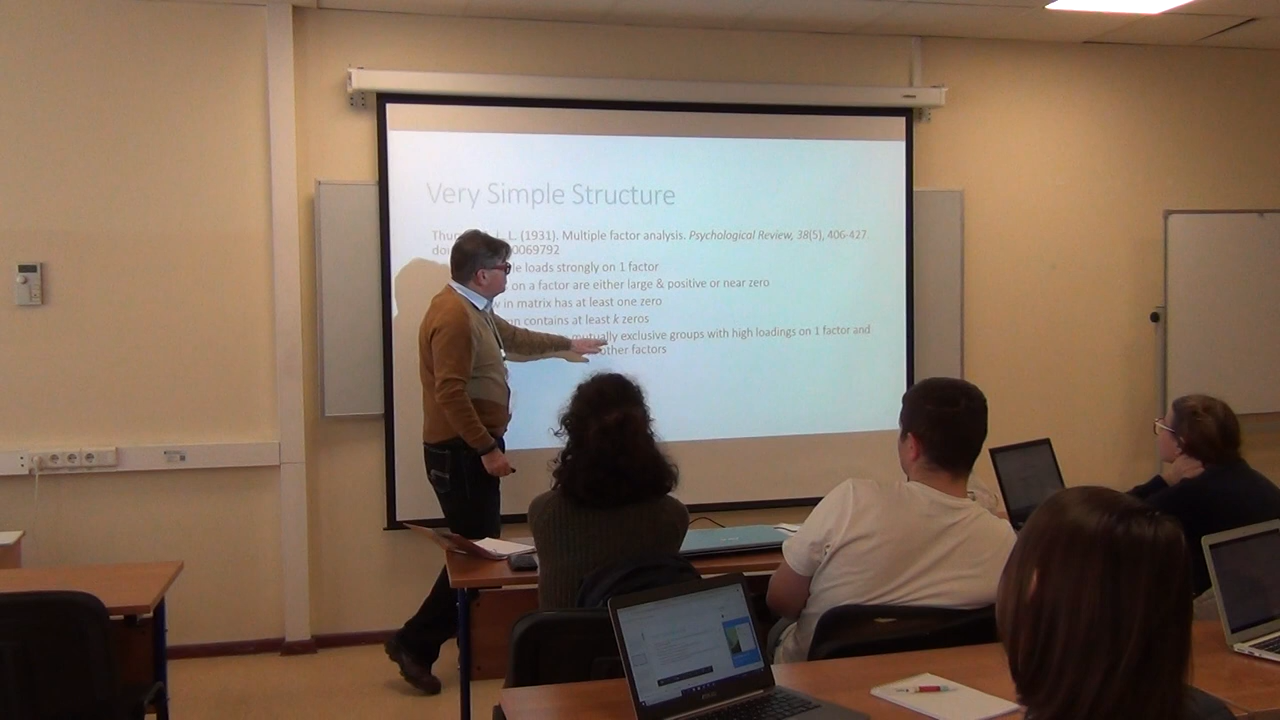 Very Simple Structure
L. (1931). Multiple factor analysis. Psychological Review, 38(5), 406-427.
0069792
loads strongly on 1 factor
on a factor are either large & positive or near zero
in matrix has at least one zero
contains at least k zeros
mutually exclusive groups with high loadings on 1 factor and
other factors